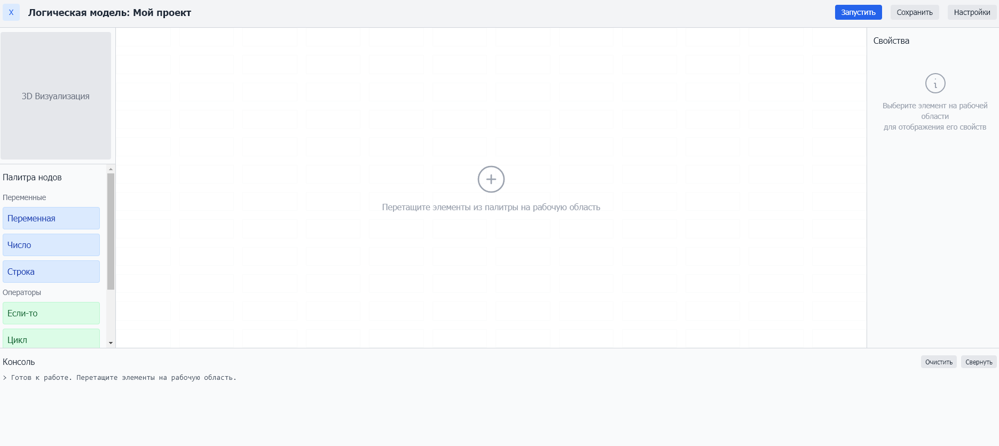 X
Логическая модель: Мой проект
Запустить
Сохранить
Настройки
3D Визуализация
Палитра нодов
Переменные
Переменная
Число
Строка
Операторы
Если-то
Цикл
Перетащите элементы из палитры на рабочую область
Свойства
Выберите элемент на рабочей
области
для отображения его свойств
Консоль
Очистить
Свернуть
> Готов к работе. Перетащите элементы на рабочую область.